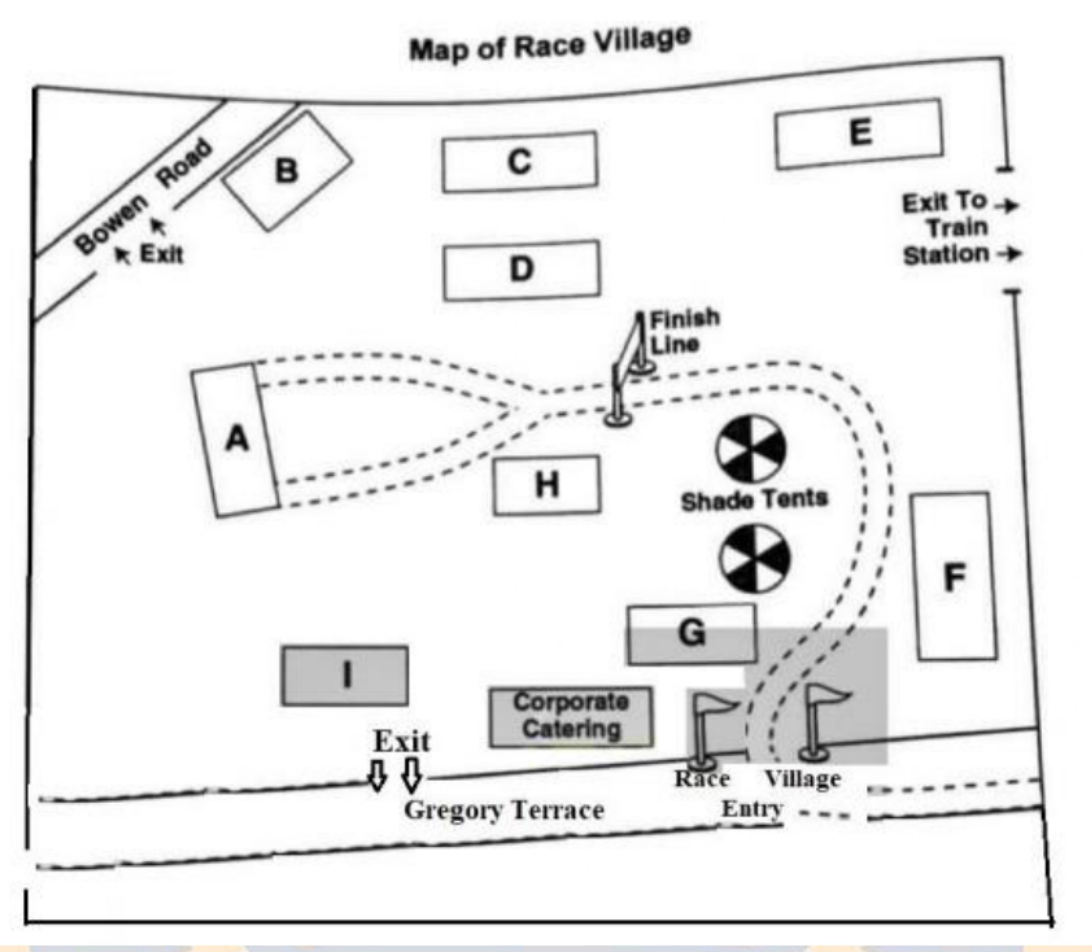 Map of Race Village
Bowen Road
Exit
B
C
E
D
Exit To
Train
Station
Finish
Line
A
H
Shade Tents
F
G
I
Corporate
Catering
Exit
Race Village
Gregory Terrace
Entry